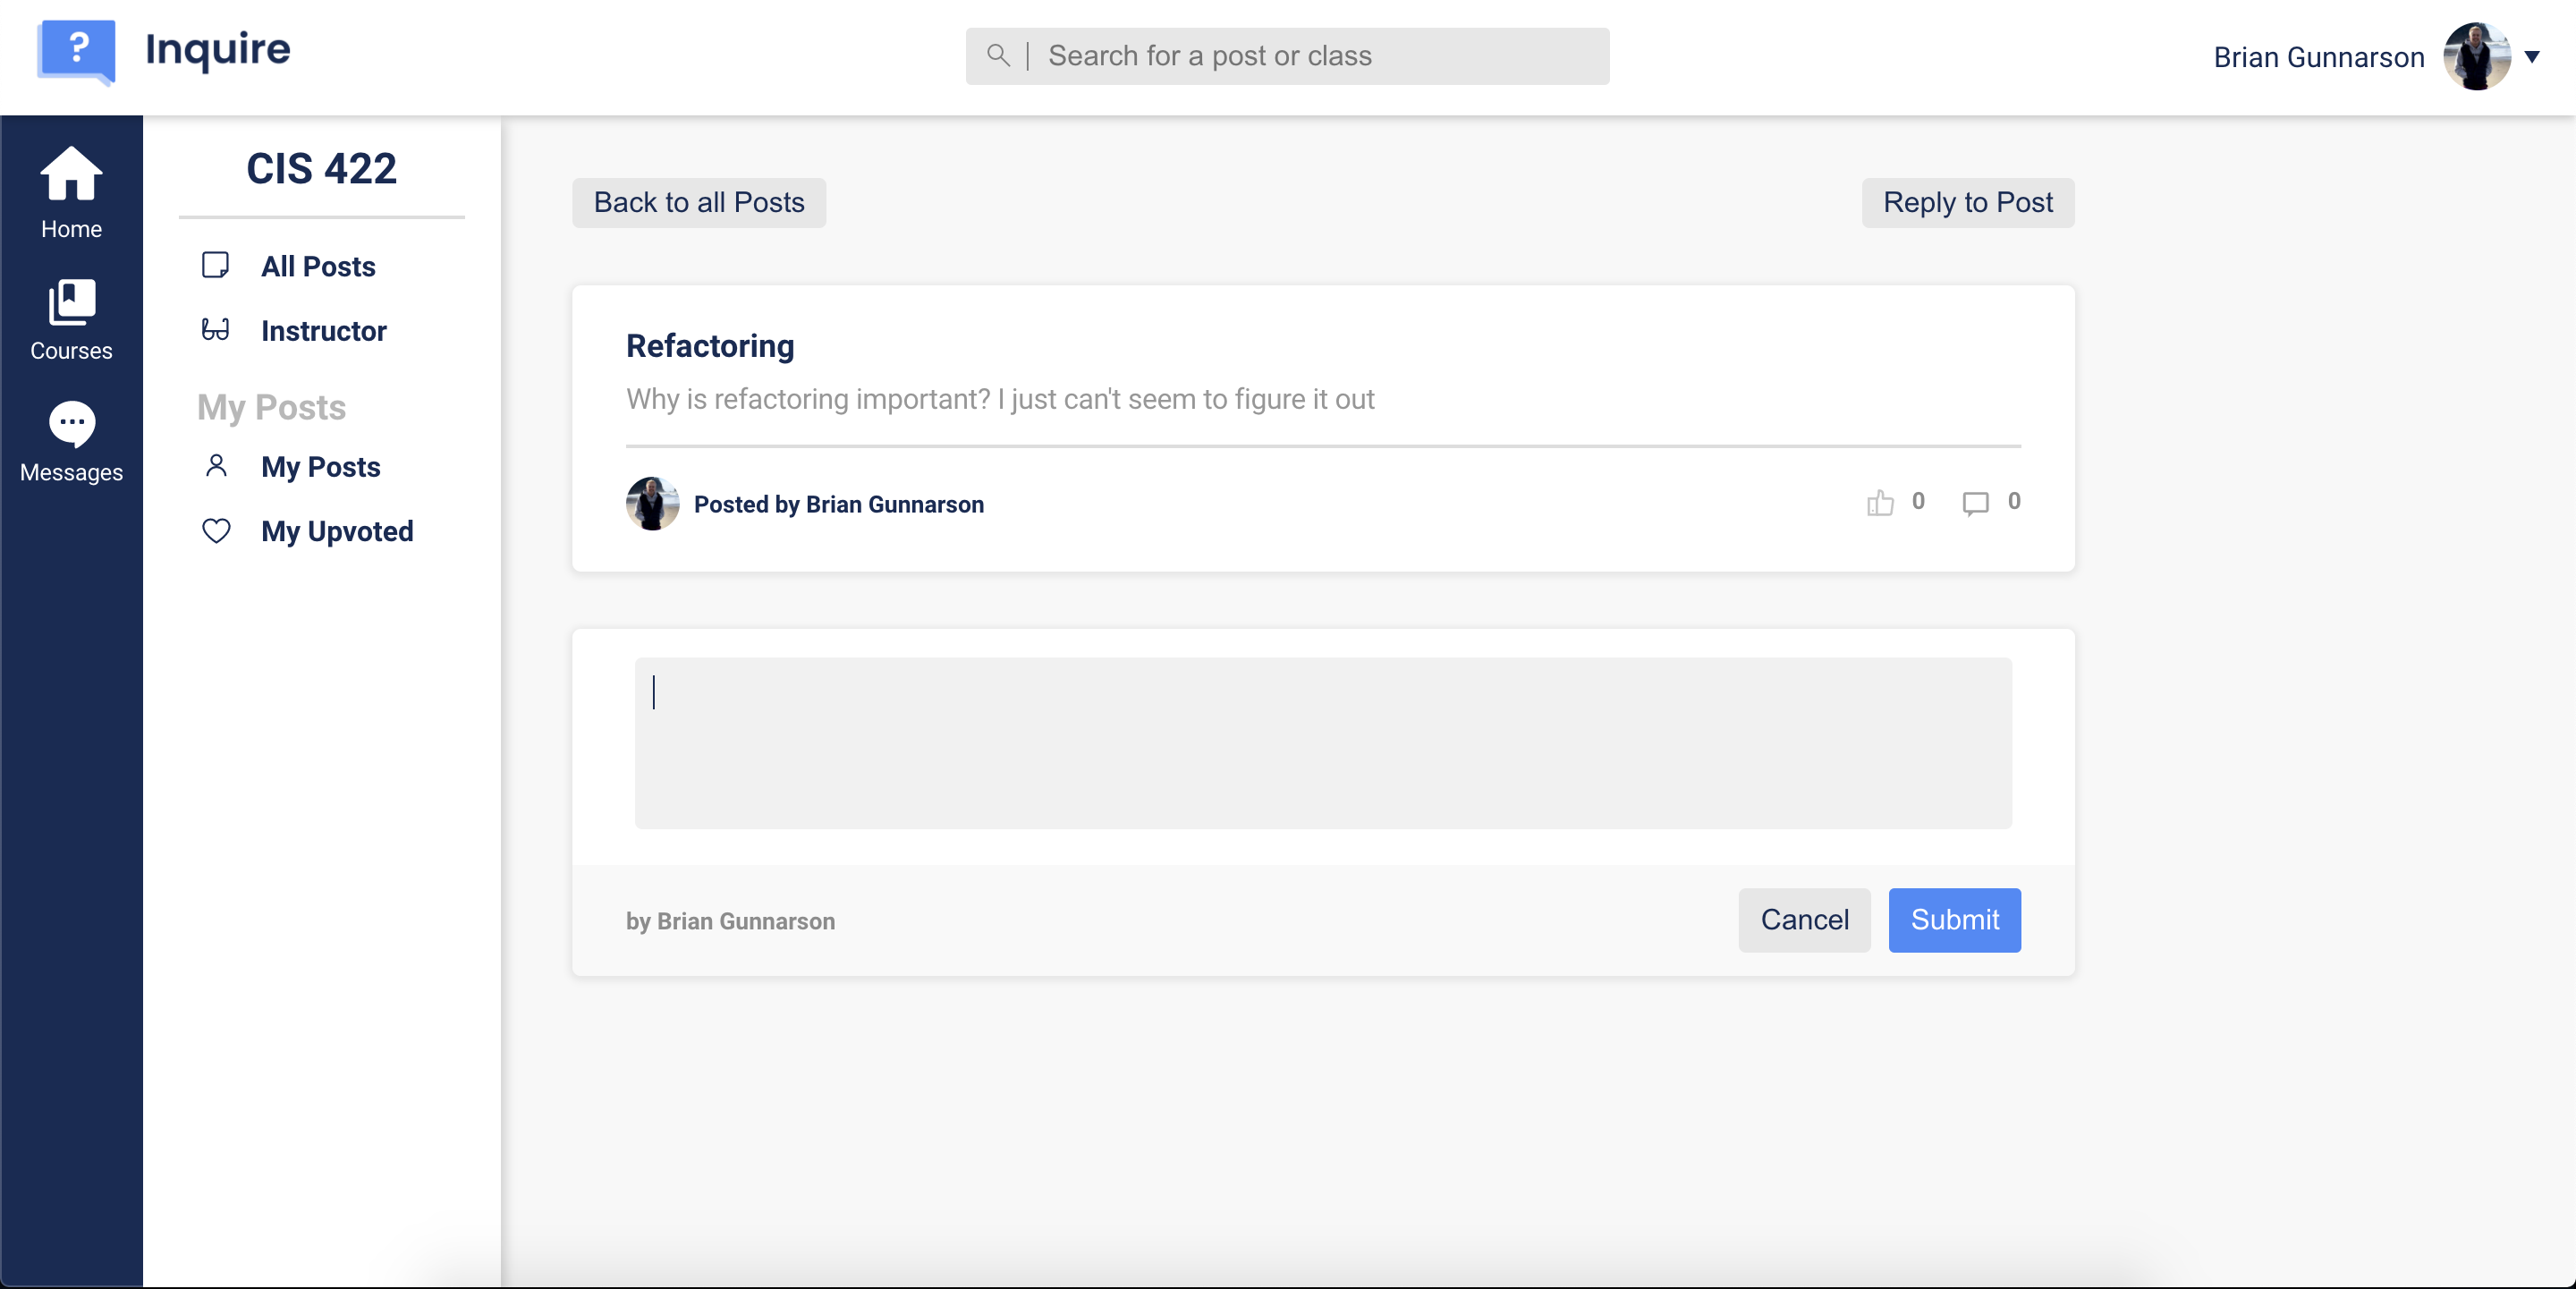 ?
Inquire
Search for a post or class
Brian Gunnarson
Home
Courses
Messages
CIS 422
All Posts
Instructor
My Posts
My Posts
My Upvoted
Back to all Posts
Reply to Post
Refactoring
Why is refactoring important? I just can't seem to figure it out
Posted by Brian Gunnarson
0
0
by Brian Gunnarson
Cancel
Submit